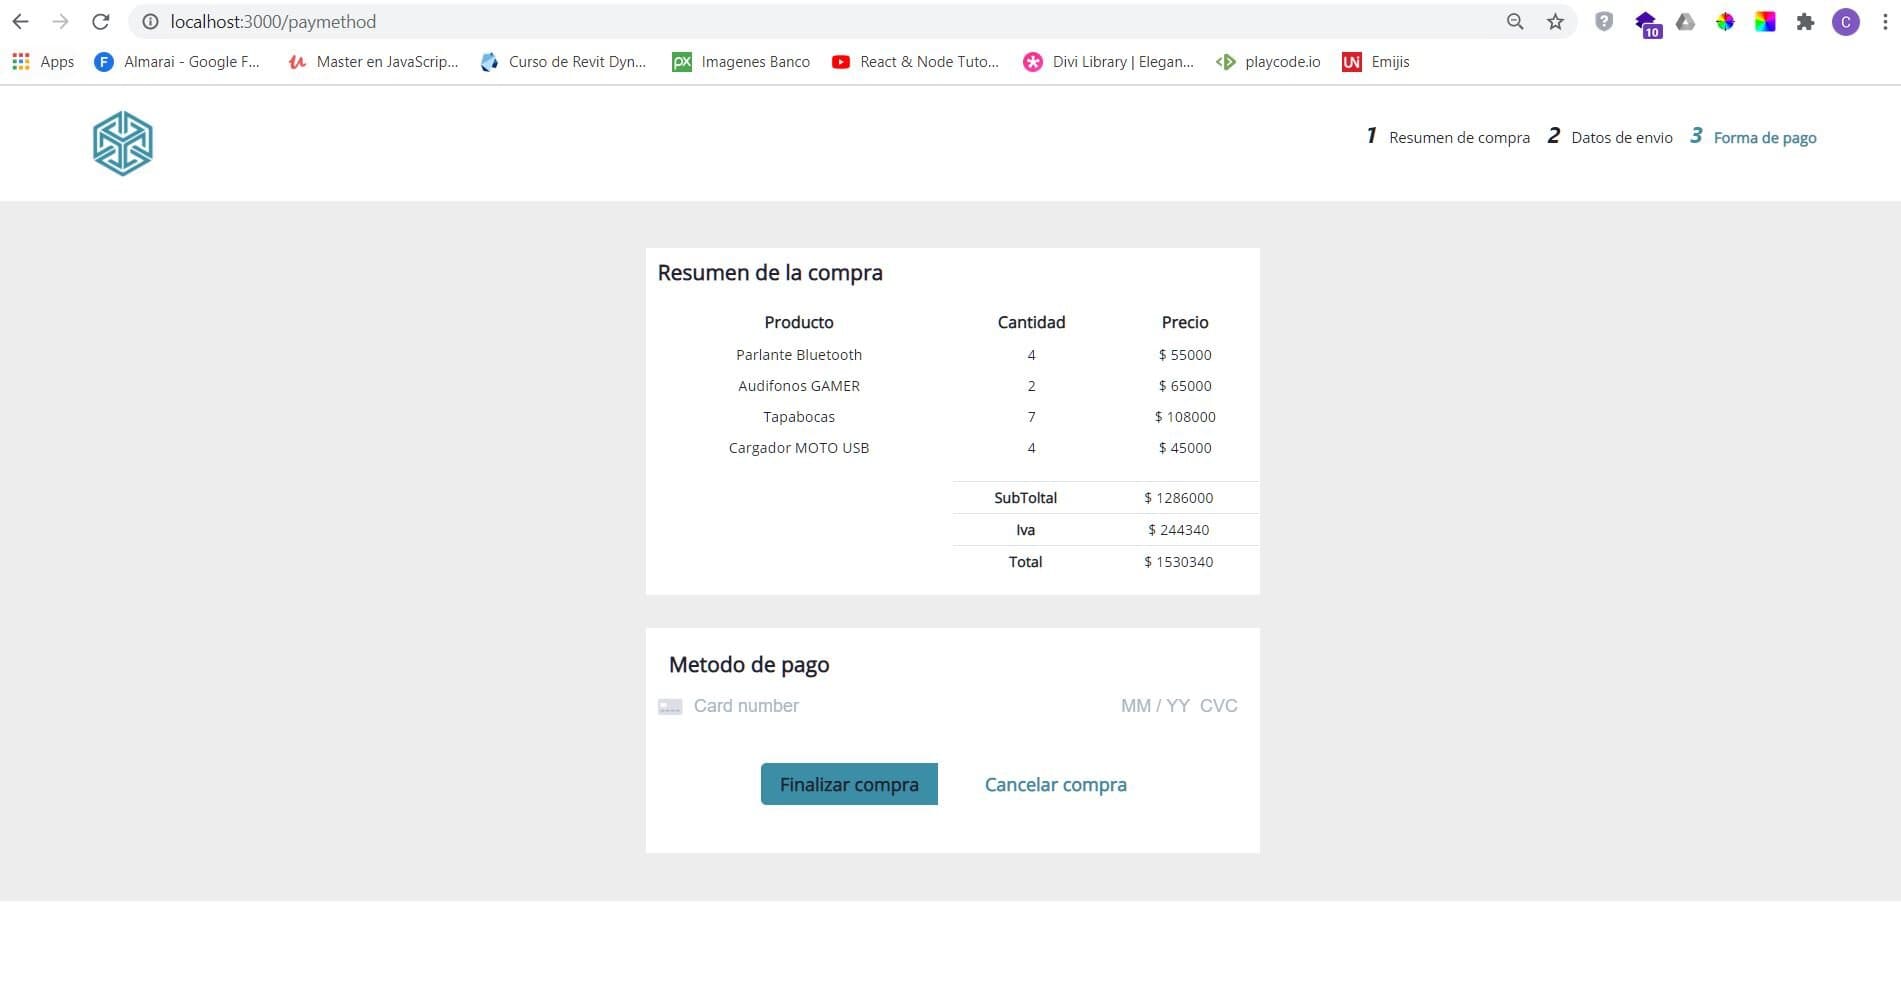 localhost:3000/paymethod
10
C
Apps F Almarai - Google F... Master en JavaScrip... Curso de Revit Dyn... px Imagenes Banco React & Node Tuto... Divi Library | Elegan... playcode.io UN Emijis
1 Resumen de compra 2 Datos de envio 3 Forma de pago
Resumen de la compra
Producto Cantidad Precio
Parlante Bluetooth 4 $ 55000
Audifonos GAMER 2 $ 65000
Tapabocas 7 $ 108000
Cargador MOTO USB 4 $ 45000
SubToltal $ 1286000
Iva $ 244340
Total $ 1530340
Metodo de pago
Card number MM / YY CVC
Finalizar compra Cancelar compra